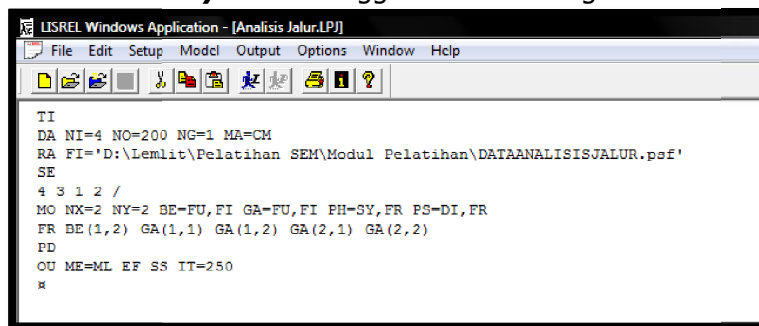 LISREL Windows Application - [Analisis Jalur.LPJ]
File Edit Setup Model Output Options Window Help
TI
DA NI=4 NO=200 NG=1 MA=CM
RA FI='D:\Lemlit\Pelatihan SEM\Modul Pelatihan\DATAANALISISJALUR.psf'
SE
4 3 1 2 /
MO NX=2 NY=2 BE=FU,FI GA=FU,FI PH=SY,FR PS=DI,FR
FR BE(1,2) GA(1,1) GA(1,2) GA(2,1) GA(2,2)
PD
OU ME=ML EF SS IT=250